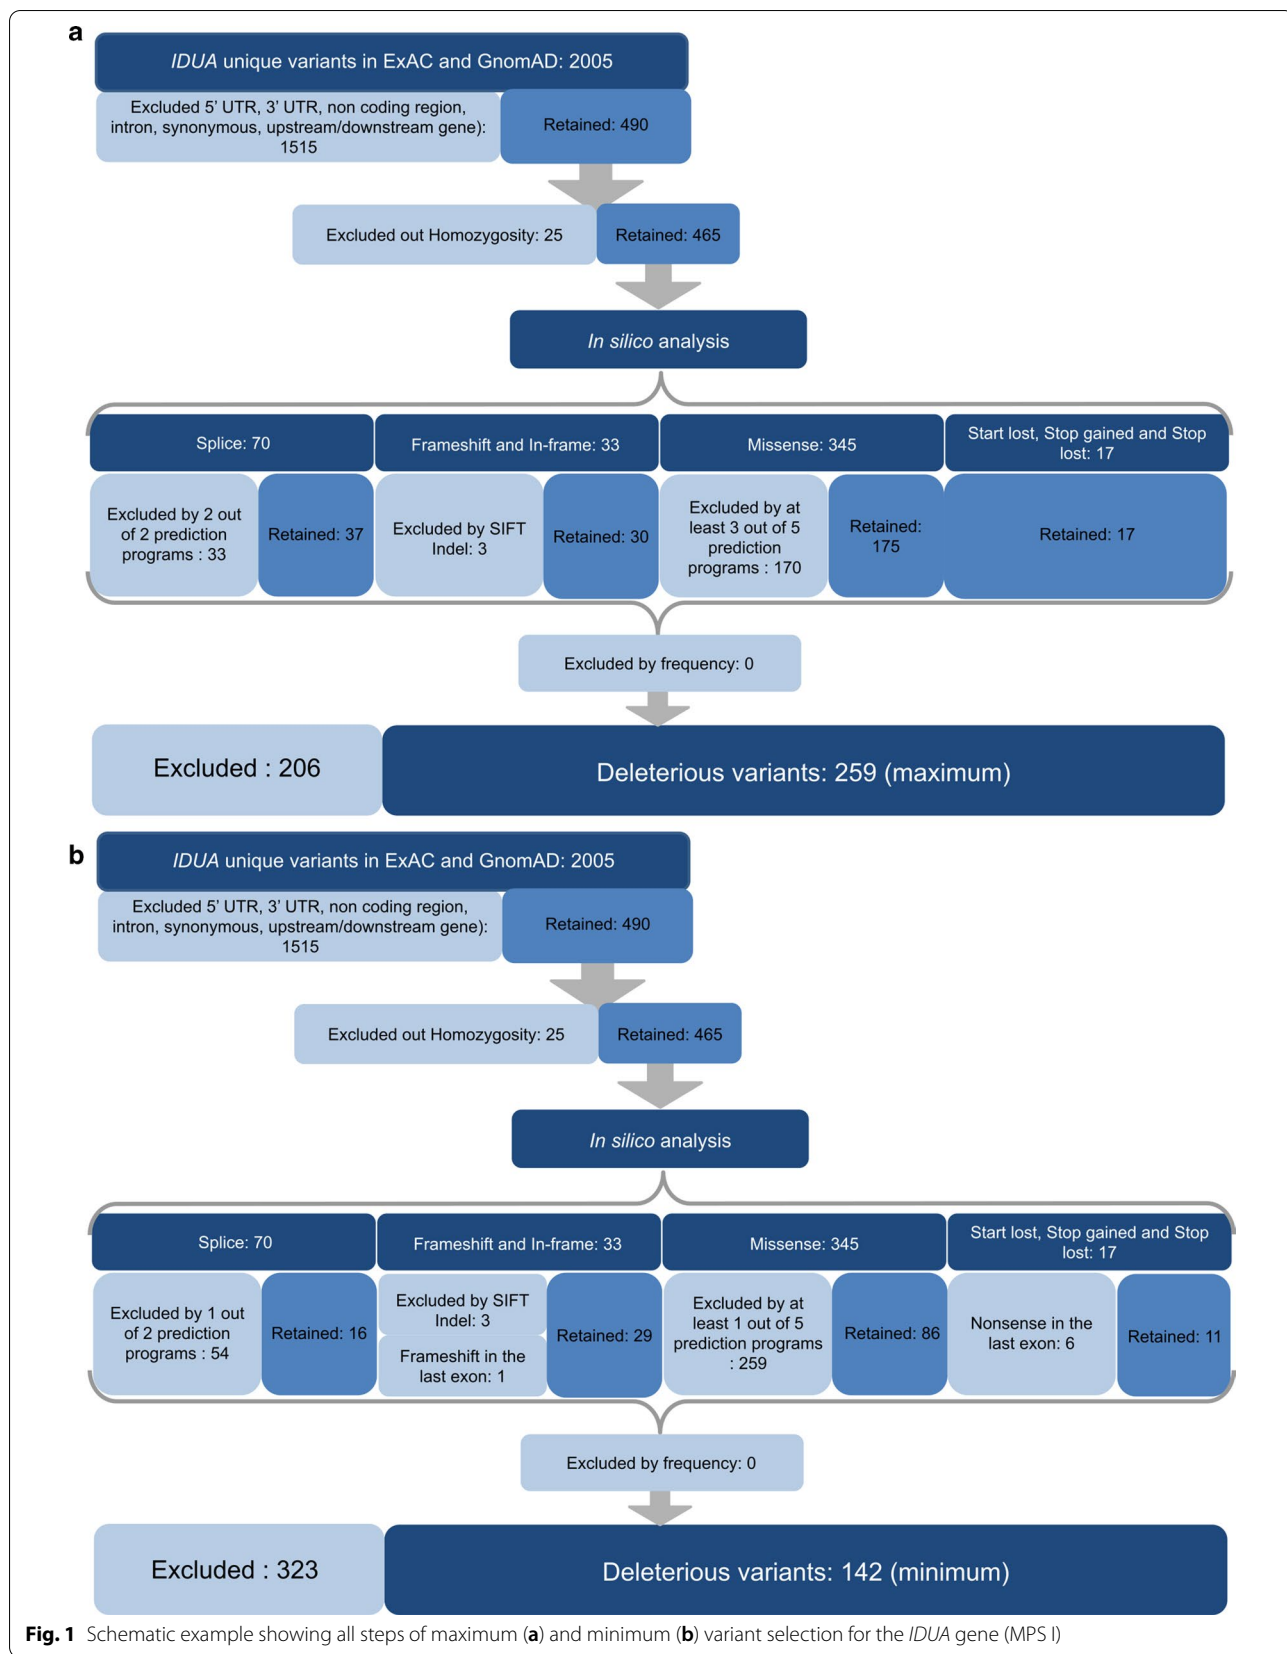 a
IDUA unique variants in ExAC and GnomAD: 2005
Excluded 5’ UTR, 3’ UTR, non coding region,
intron, synonymous, upstream/downstream gene):
1515
Retained: 490
Excluded out Homozygosity: 25
Retained: 465
In silico analysis
Splice: 70
Frameshift and In-frame: 33
Missense: 345
Start lost, Stop gained and Stop
lost: 17
Excluded by 2 out
of 2 prediction
programs : 33
Retained: 37
Excluded by SIFT
Indel: 3
Retained: 30
Excluded by at
least 3 out of 5
prediction
programs : 170
Retained:
175
Retained: 17
Excluded by frequency: 0
Excluded : 206
Deleterious variants: 259 (maximum)
b
IDUA unique variants in ExAC and GnomAD: 2005
Excluded 5’ UTR, 3’ UTR, non coding region,
intron, synonymous, upstream/downstream gene):
1515
Retained: 490
Excluded out Homozygosity: 25
Retained: 465
In silico analysis
Splice: 70
Frameshift and In-frame: 33
Missense: 345
Start lost, Stop gained and Stop
lost: 17
Excluded by 1 out
of 2 prediction
programs : 54
Retained: 16
Excluded by SIFT
Indel: 3
Frameshift in the
last exon: 1
Retained: 29
Excluded by at
least 1 out of 5
prediction programs
: 259
Retained: 86
Nonsense in the
last exon: 6
Retained: 11
Excluded by frequency: 0
Excluded : 323
Deleterious variants: 142 (minimum)
Fig. 1 Schematic example showing all steps of maximum (a) and minimum (b) variant selection for the IDUA gene (MPS I)